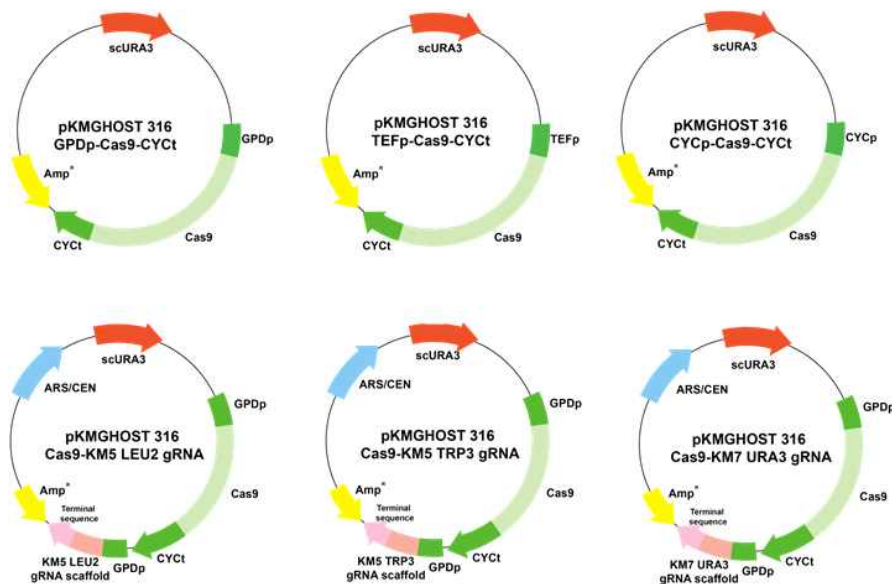 scURA3
pKMGHOST 316
GPDp-Cas9-CYCt
GPDp
Amp*
CYCt
Cas9
scURA3
pKMGHOST 316
TEFp-Cas9-CYCt
TEFp
Amp*
CYCt
Cas9
scURA3
pKMGHOST 316
CYCp-Cas9-CYCt
CYCp
Amp*
CYCt
Cas9
scURA3
ARS/CEN
GPDp
pKMGHOST 316
Cas9-KM5 LEU2 gRNA
Amp*
Terminal
sequence
Cas9
KM5 LEU2
gRNA scaffold
GPDp
CYCt
scURA3
ARS/CEN
GPDp
pKMGHOST 316
Cas9-KM5 TRP3 gRNA
Amp*
Terminal
sequence
Cas9
KM5 TRP3
gRNA scaffold
GPDp
CYCt
scURA3
ARS/CEN
GPDp
pKMGHOST 316
Cas9-KM7 URA3 gRNA
Amp*
Terminal
sequence
Cas9
KM7 URA3
gRNA scaffold
GPDp
CYCt